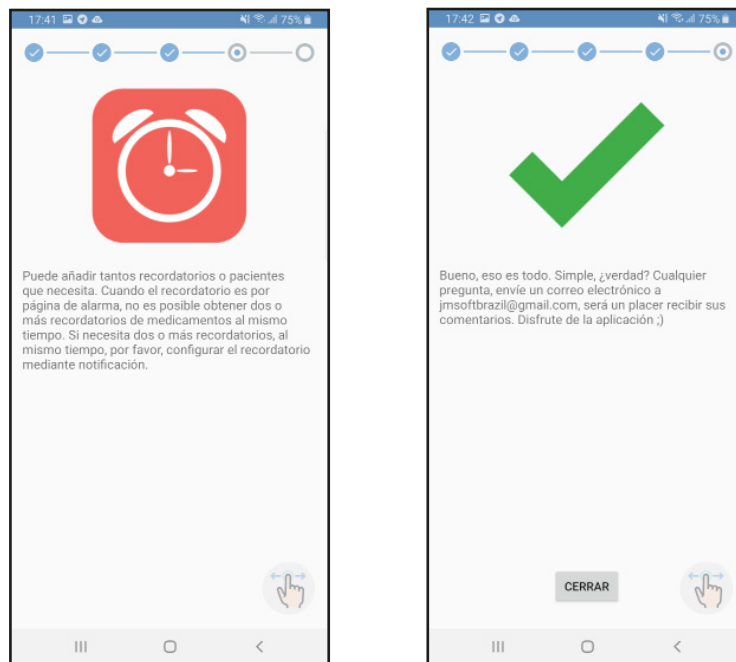 17:41
75%
Puede añadir tantos recordatorios o pacientes
que necesita. Cuando el recordatorio es por
página de alarma, no es posible obtener dos o
más recordatorios de medicamentos al mismo
tiempo. Si necesita dos o más recordatorios, al
mismo tiempo, por favor, configurar el recordatorio
mediante notificación.
17:42
75%
Bueno, eso es todo. Simple, ¿verdad? Cualquier
pregunta, envíe un correo electrónico a
jmsoftbrazil@gmail.com, será un placer recibir sus
comentarios. Disfrute de la aplicación ;)
CERRAR